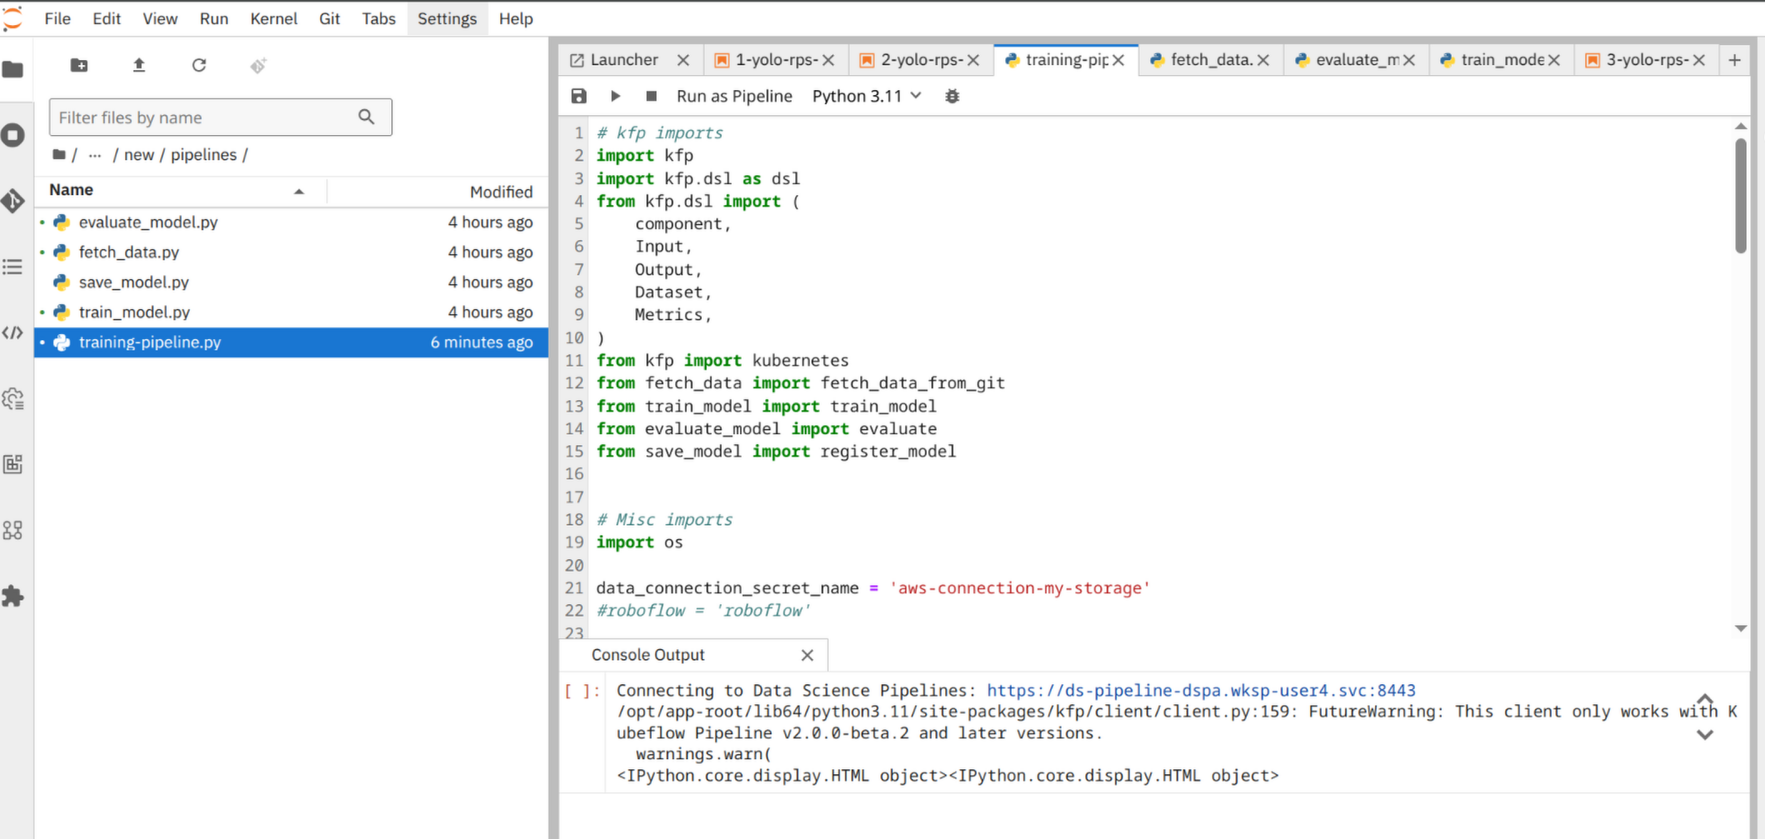 File Edit View Run Kernel Git Tabs Settings Help
Filter files by name
/ ··· / new / pipelines /
Name Modified
evaluate_model.py 4 hours ago
fetch_data.py 4 hours ago
save_model.py 4 hours ago
train_model.py 4 hours ago
training-pipeline.py 6 minutes ago
Launcher 1-yolo-rps- 2-yolo-rps- training-pip fetch_data. evaluate_m train_mode 3-yolo-rps-
Run as Pipeline Python 3.11
1 # kfp imports
2 import kfp
3 import kfp.dsl as dsl
4 from kfp.dsl import (
5     component,
6     Input,
7     Output,
8     Dataset,
9     Metrics,
10 )
11 from kfp import kubernetes
12 from fetch_data import fetch_data_from_git
13 from train_model import train_model
14 from evaluate_model import evaluate
15 from save_model import register_model
16
17
18 # Misc imports
19 import os
20
21 data_connection_secret_name = 'aws-connection-my-storage'
22 #roboflow = 'roboflow'
23
Console Output
[ ]: Connecting to Data Science Pipelines: https://ds-pipeline-dspa.wksp-user4.svc:8443
/opt/app-root/lib64/python3.11/site-packages/kfp/client/client.py:159: FutureWarning: This client only works with K
ubeflow Pipeline v2.0.0-beta.2 and later versions.
  warnings.warn(
<IPython.core.display.HTML object><IPython.core.display.HTML object>